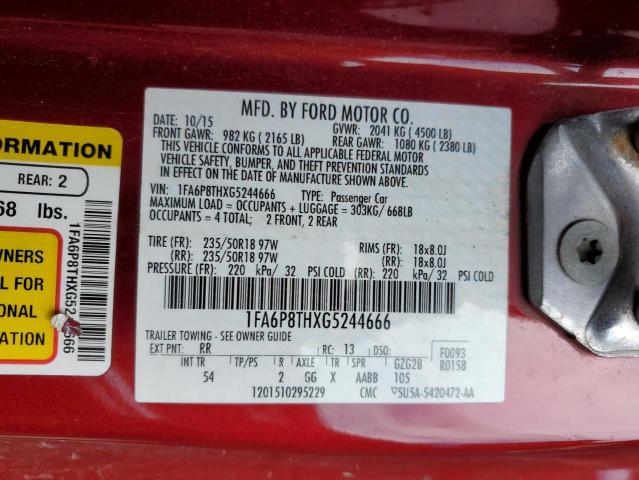 MFD. BY FORD MOTOR CO.
DATE: 10/15 GVWR: 2041 KG ( 4500 LB)
FRONT GAWR: 982 KG ( 2165 LB) REAR GAWR: 1080 KG ( 2380 LB)
THIS VEHICLE CONFORMS TO ALL APPLICABLE FEDERAL MOTOR
VEHICLE SAFETY, BUMPER, AND THEFT PREVENTION STANDARDS
IN EFFECT ON THE DATE OF MANUFACTURE SHOWN ABOVE.
VIN: 1FA6P8THXG5244666 TYPE: Passenger Car
MAXIMUM LOAD = OCCUPANTS + LUGGAGE = 303KG/ 668LB
OCCUPANTS = 4 TOTAL; 2 FRONT, 2 REAR
TIRE (FR): 235/50R18 97W RIMS (FR): 18x8.0J
(RR): 235/50R18 97W (RR): 18x8.0J
PRESSURE (FR): 220 kPa/ 32 PSI COLD (RR): 220 kPa/ 32 PSI COLD
1FA6P8THXG5244666
TRAILER TOWING - SEE OWNER GUIDE
EXT PNT: RR RC: 13 DSO: F0093
INT TR TP/PS R AXLE TR SPR GZG2B R0158
54 2 GG X AABB 105
1201510295229 CMC SU5A-5420472-AA
FORMATION
REAR: 2
68 lbs.
WNERS
L FOR
ONAL
ATION